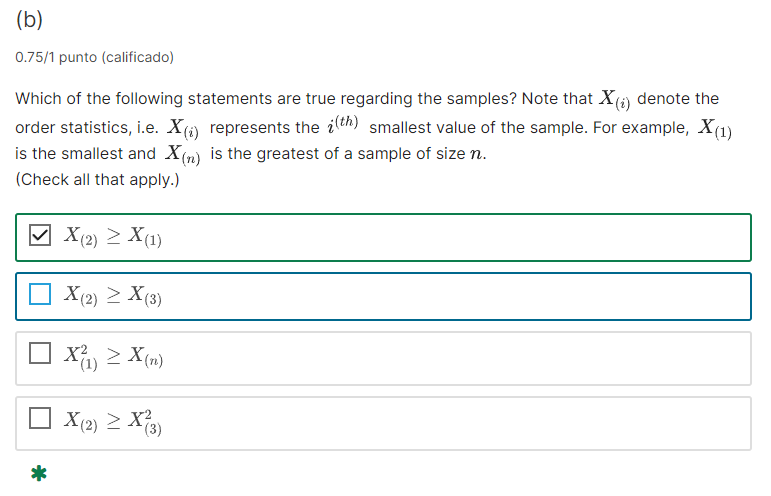 (b)
0.75/1 punto (calificado)
Which of the following statements are true regarding the samples? Note that $X_{(i)}$ denote the
order statistics, i.e. $X_{(i)}$ represents the $i^{(th)}$ smallest value of the sample. For example, $X_{(1)}$
is the smallest and $X_{(n)}$ is the greatest of a sample of size $n$.
(Check all that apply.)
$X_{(2)} \geq X_{(1)}$
$X_{(2)} \geq X_{(3)}$
$X_{(1)}^{2} \geq X_{(n)}$
$X_{(2)} \geq X_{(3)}^{2}$
✱